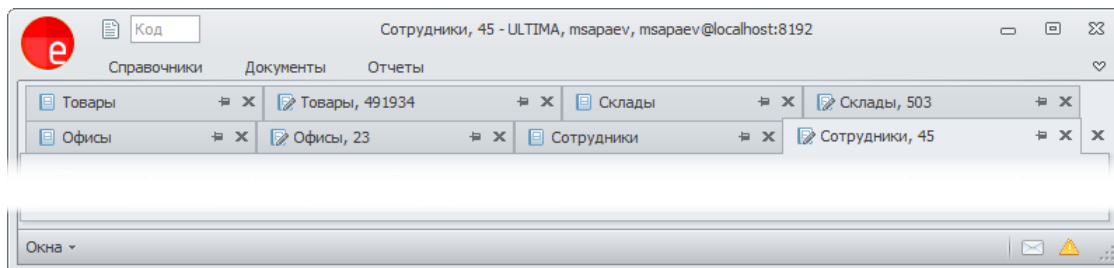 Код
Сотрудники, 45 - ULTIMA, msapaev, msapaev@localhost:8192
Справочники Документы Отчеты
Товары Товары, 491934 Склады Склады, 503
Офисы Офисы, 23 Сотрудники Сотрудники, 45
Окна